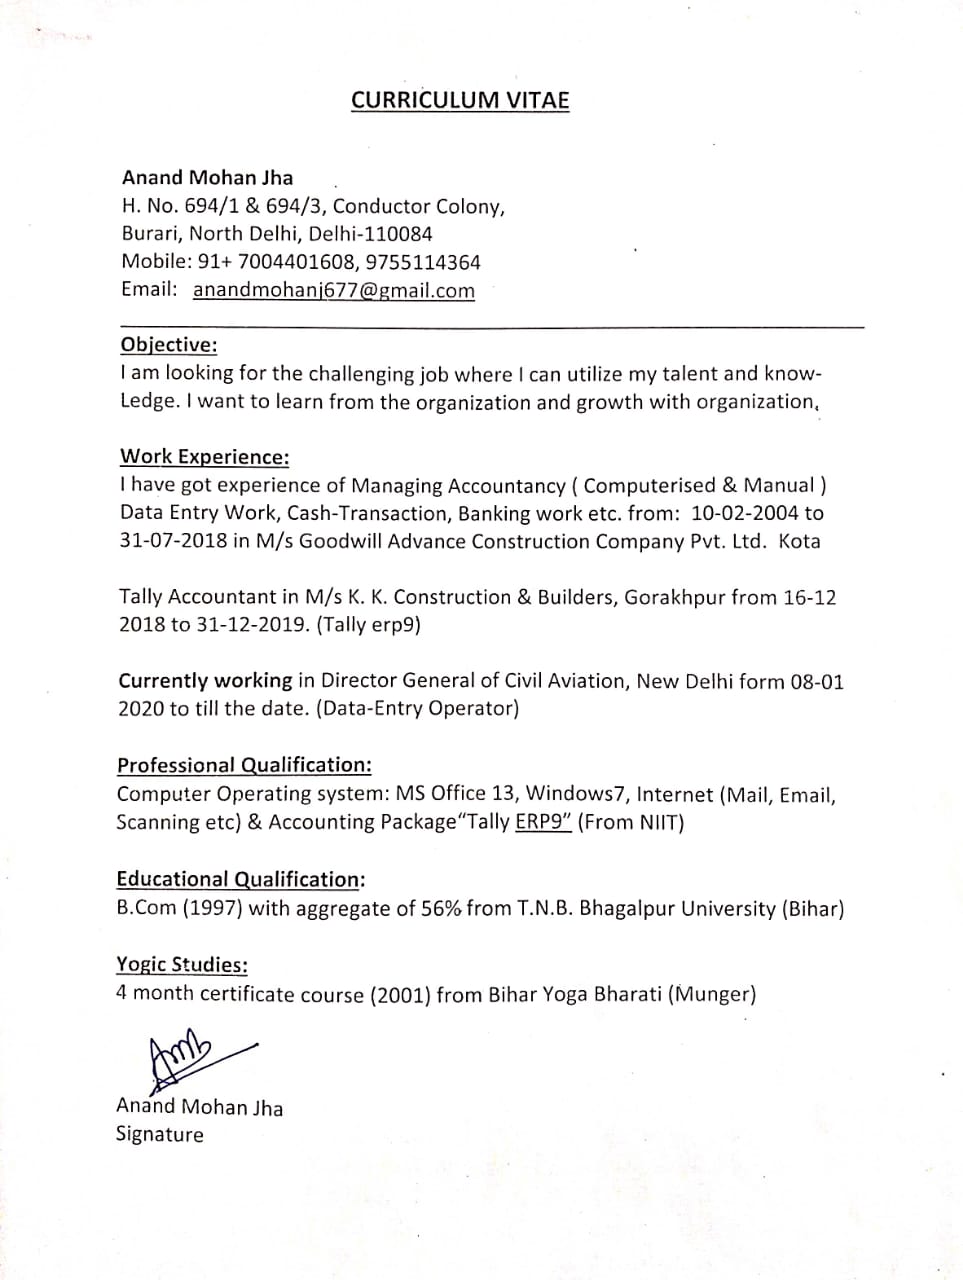 CURRICULUM VITAE
Anand Mohan Jha
H. No. 694/1 & 694/3, Conductor Colony,
Burari, North Delhi, Delhi-110084
Mobile: 91+ 7004401608, 9755114364
Email: anandmohanj677@gmail.com
Objective:
I am looking for the challenging job where I can utilize my talent and know-
Ledge. I want to learn from the organization and growth with organization.
Work Experience:
I have got experience of Managing Accountancy ( Computerised & Manual )
Data Entry Work, Cash-Transaction, Banking work etc. from: 10-02-2004 to
31-07-2018 in M/s Goodwill Advance Construction Company Pvt. Ltd. Kota
Tally Accountant in M/s K. K. Construction & Builders, Gorakhpur from 16-12
2018 to 31-12-2019. (Tally erp9)
Currently working in Director General of Civil Aviation, New Delhi form 08-01
2020 to till the date. (Data-Entry Operator)
Professional Qualification:
Computer Operating system: MS Office 13, Windows7, Internet (Mail, Email,
Scanning etc) & Accounting Package“Tally ERP9” (From NIIT)
Educational Qualification:
B.Com (1997) with aggregate of 56% from T.N.B. Bhagalpur University (Bihar)
Yogic Studies:
4 month certificate course (2001) from Bihar Yoga Bharati (Munger)
Anand Mohan Jha
Signature